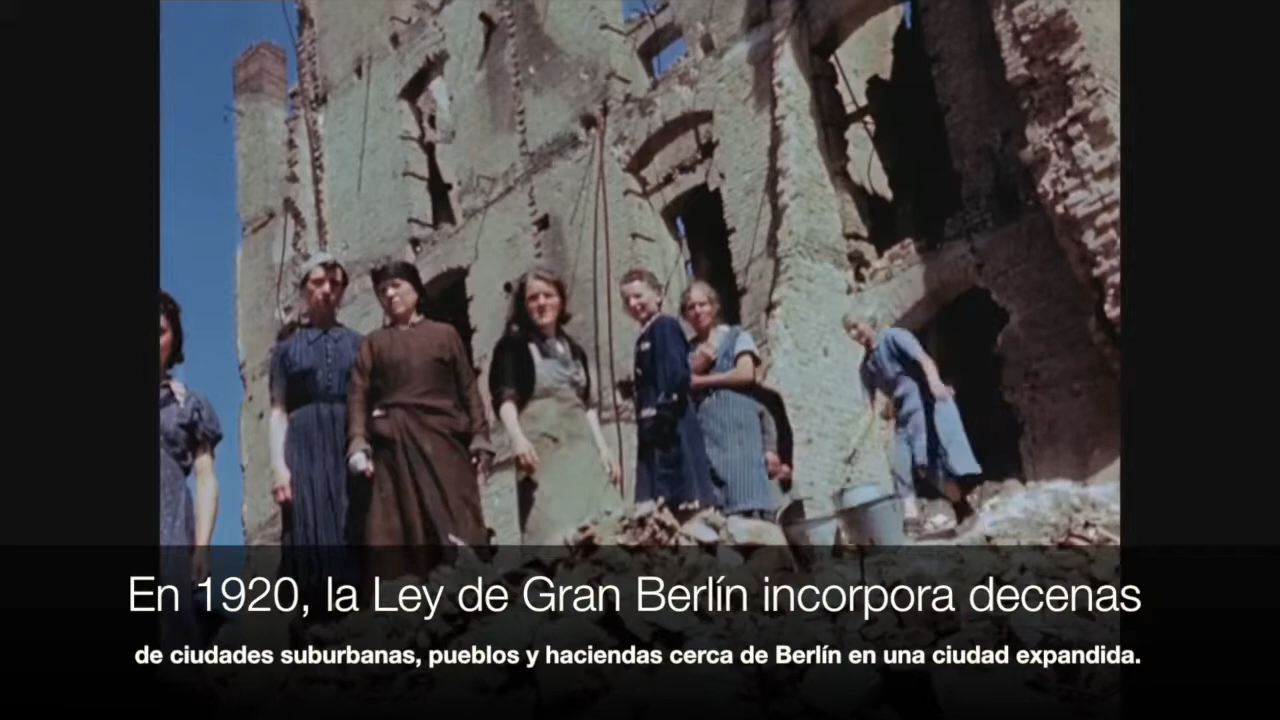 En 1920, la Ley de Gran Berlín incorpora decenas
de ciudades suburbanas, pueblos y haciendas cerca de Berlín en una ciudad expandida.